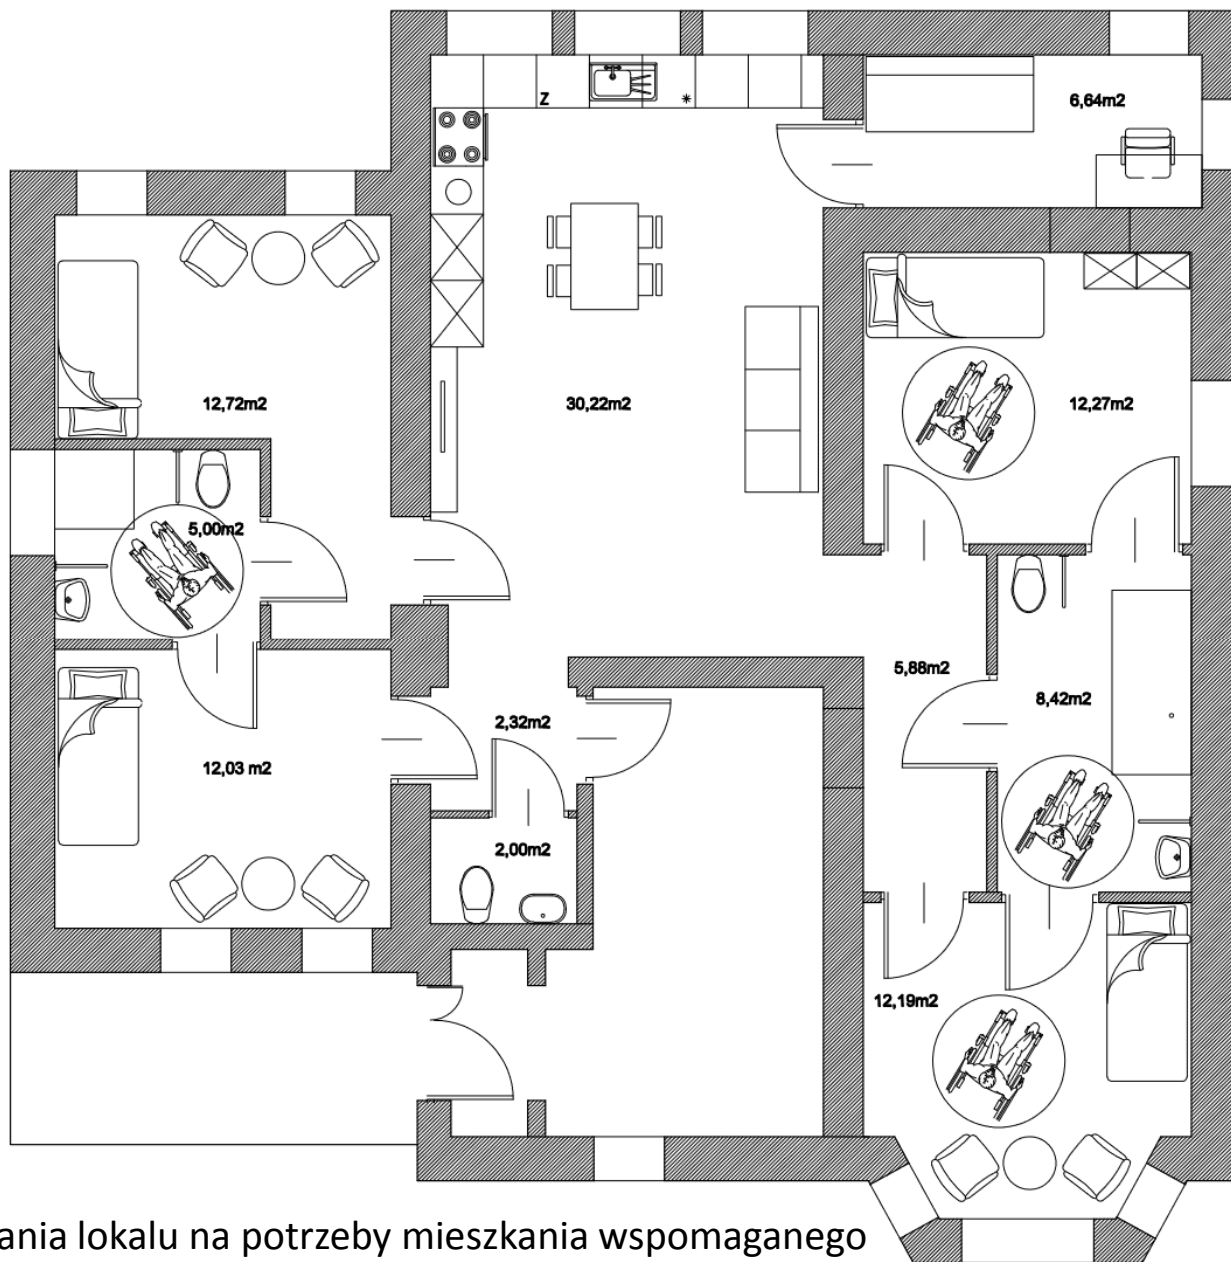 Z
*
6,64m2
12,72m2
30,22m2
12,27m2
5,00m2
5,88m2
8,42m2
2,32m2
12,03 m2
2,00m2
12,19m2
ania lokalu na potrzeby mieszkania wspomaganego